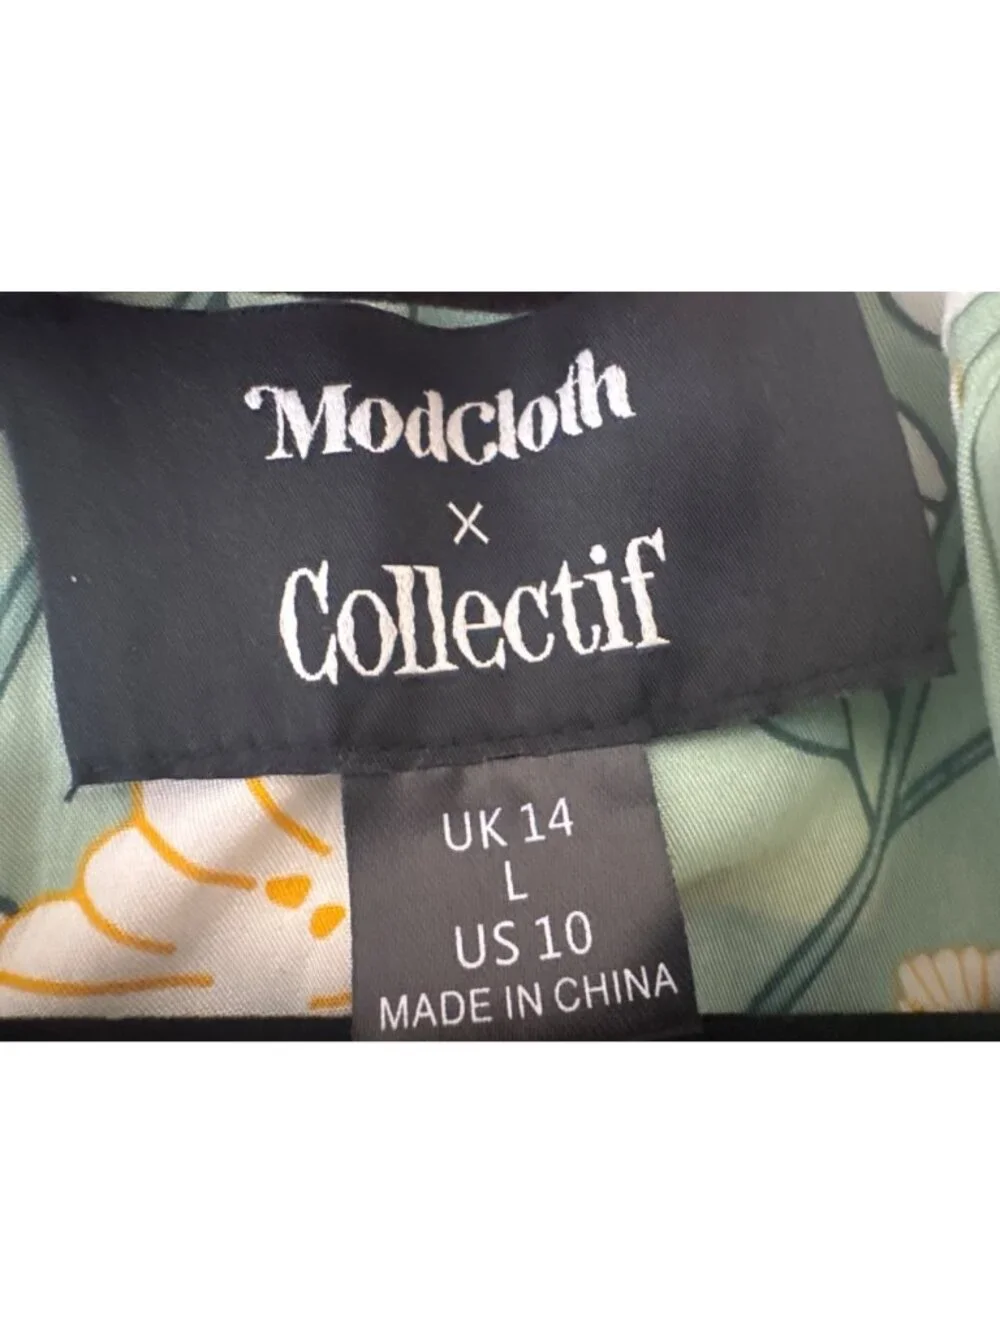 ModCloth
×
Collectif
UK 14
L
US 10
MADE IN CHINA